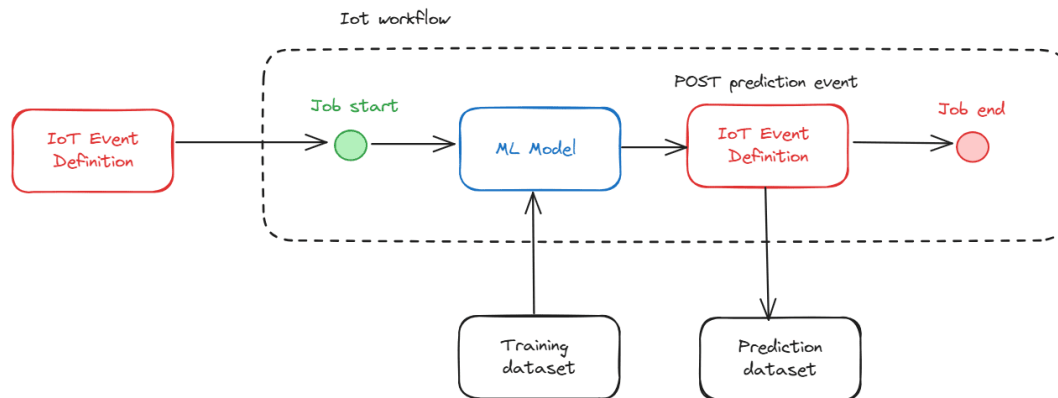 Iot workflow
POST prediction event
Job start
Job end
IoT Event
Definition
ML Model
IoT Event
Definition
Training
dataset
Prediction
dataset